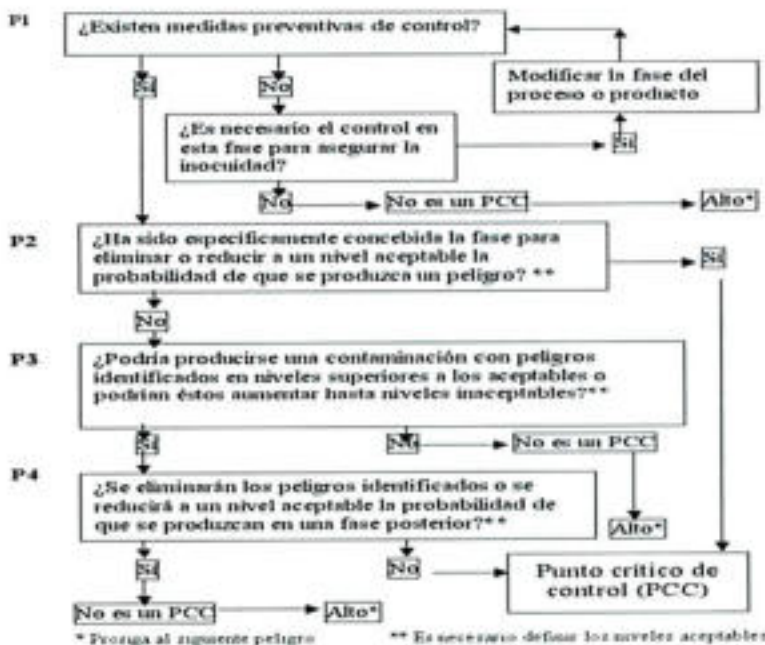 P1
¿Existen medidas preventivas de control?
Modificar la fase del
proceso o producto
Si
No
¿Es necesario el control en
esta fase para asegurar la
inocuidad?
Si
No
No es un PCC
Alto*
P2
¿Ha sido especificamente concebida la fase para
eliminar o reducir a un nivel aceptable la
probabilidad de que se produzca un peligro? **
Si
No
P3
¿Podría producirse una contaminación con peligros
identificados en niveles superiores a los aceptables o
podrían éstos aumentar hasta niveles inaceptables?**
Si
No
No es un PCC
P4
¿Se eliminarán los peligros identificados o se
reducirá a un nivel aceptable la probabilidad de
que se produzcan en una fase posterior?**
Alto*
Si
No
Punto crítico de
control (PCC)
No es un PCC
Alto*
* Prosiga al siguiente peligro
** Es necesario definir los niveles aceptables